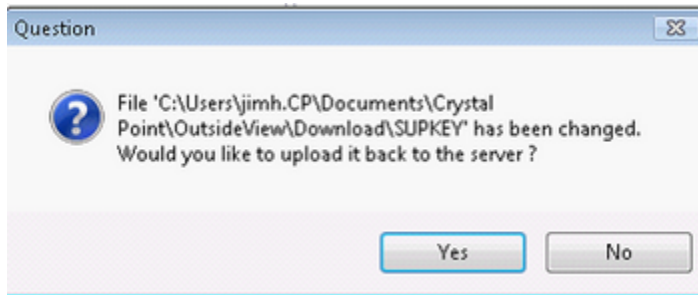 Question
File 'C:\Users\jimh.CP\Documents\Crystal
Point\OutsideView\Download\SUPKEY' has been changed.
Would you like to upload it back to the server ?
Yes No